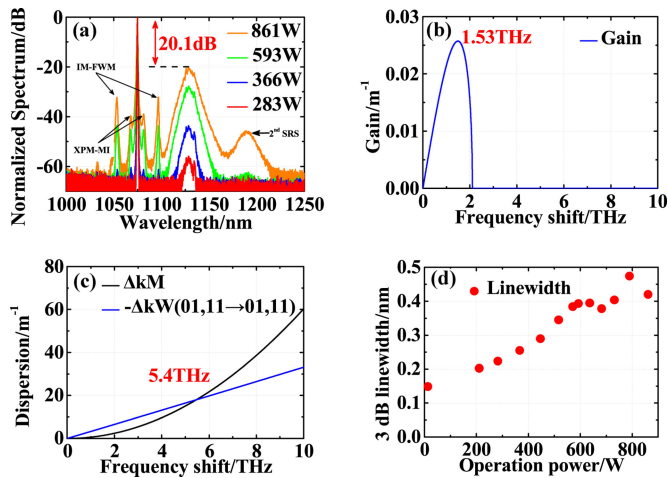 (a)
20.1dB
861W
593W
366W
283W
IM-FWM
XPM-MI
2nd SRS
Normalized Spectrum/dB
0
-20
-40
-60
1000 1050 1100 1150 1200 1250
Wavelength/nm
(b)
1.53THz
Gain
Gain/m-1
0.03
0.02
0.01
0.00
0 2 4 6 8 10
Frequency shift/THz
(c)
ΔkM
-ΔkW(01,11→01,11)
5.4THz
Dispersion/m-1
80
60
40
20
0
0 2 4 6 8 10
Frequency shift/THz
(d)
Linewidth
3 dB linewidth/nm
0.5
0.4
0.3
0.2
0.1
0.0
0 200 400 600 800 1000
Operation power/W